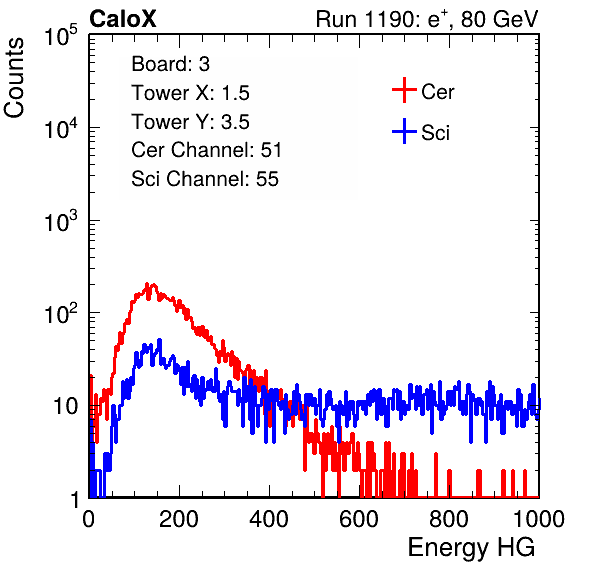 CaloX Run 1190: e⁺, 80 GeV
Counts
Board: 3
Tower X: 1.5
Tower Y: 3.5
Cer Channel: 51
Sci Channel: 55
Cer
Sci
10⁵
10⁴
10³
10²
10
1
0 200 400 600 800 1000
Energy HG